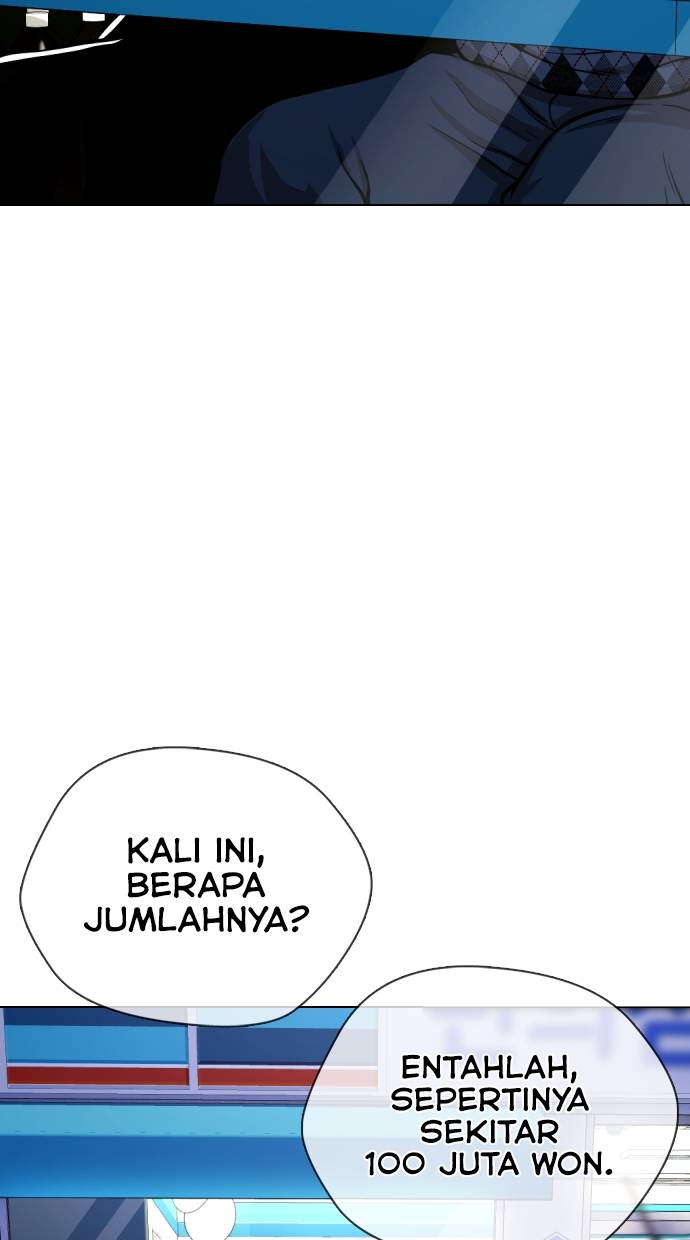 KALI INI,
BERAPA
JUMLAHNYA?
ENTAHLAH,
SEPERTINYA
SEKITAR
100 JUTA WON.